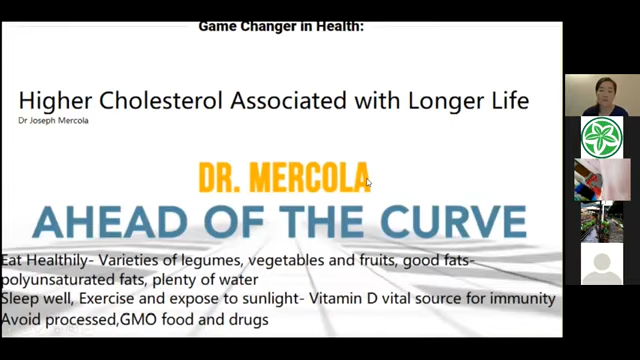 Game Changer in Health:
Higher Cholesterol Associated with Longer Life
Dr Joseph Mercola
DR. MERCOLA
AHEAD OF THE CURVE
Eat Healthily- Varieties of legumes, vegetables and fruits, good fats-
polyunsaturated fats, plenty of water
Sleep well, Exercise and expose to sunlight- Vitamin D vital source for immunity
Avoid processed,GMO food and drugs